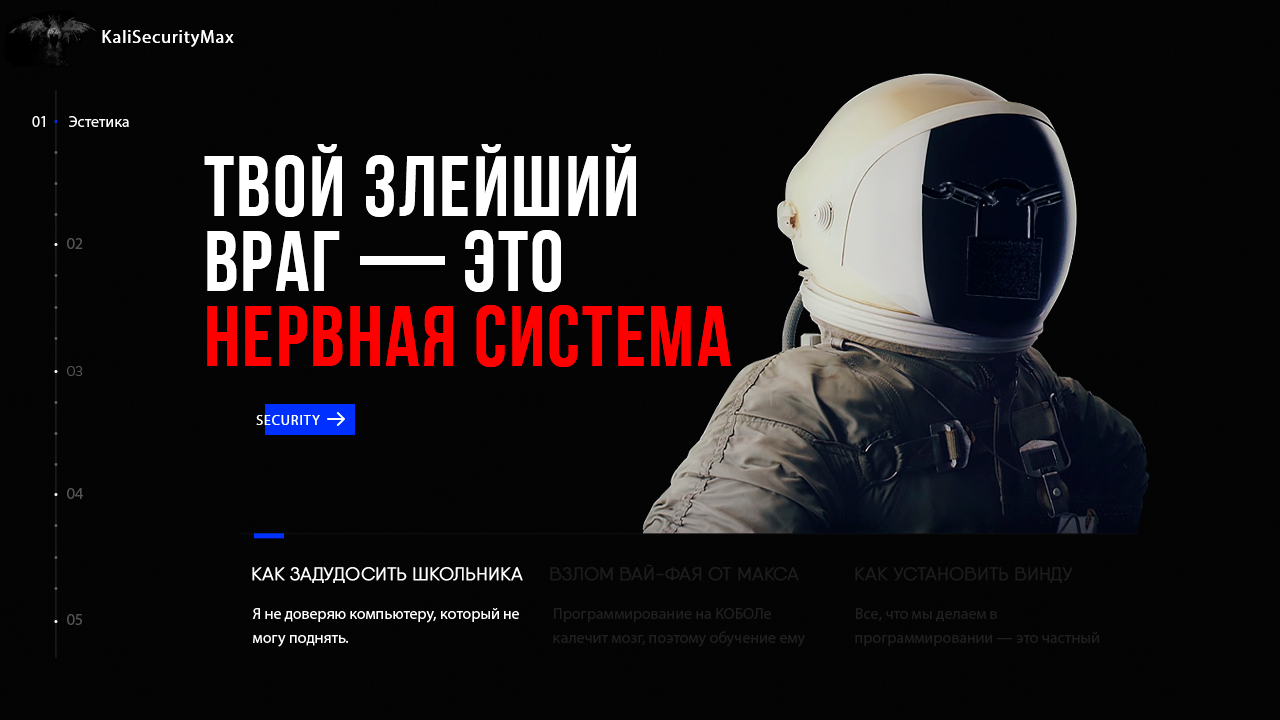 KaliSecurityMax
01 Эстетика
ТВОЙ ЗЛЕЙШИЙ
ВРАГ — ЭТО
НЕРВНАЯ СИСТЕМА
02
03
SECURITY →
04
05
КАК ЗАДУДОСИТЬ ШКОЛЬНИКА
Я не доверяю компьютеру, который не
могу поднять.
ВЗЛОМ ВАЙ-ФАЯ ОТ МАКСА
Программирование на КОБОЛе
калечит мозг, поэтому обучение ему
КАК УСТАНОВИТЬ ВИНДУ
Все, что мы делаем в
программировании — это частный